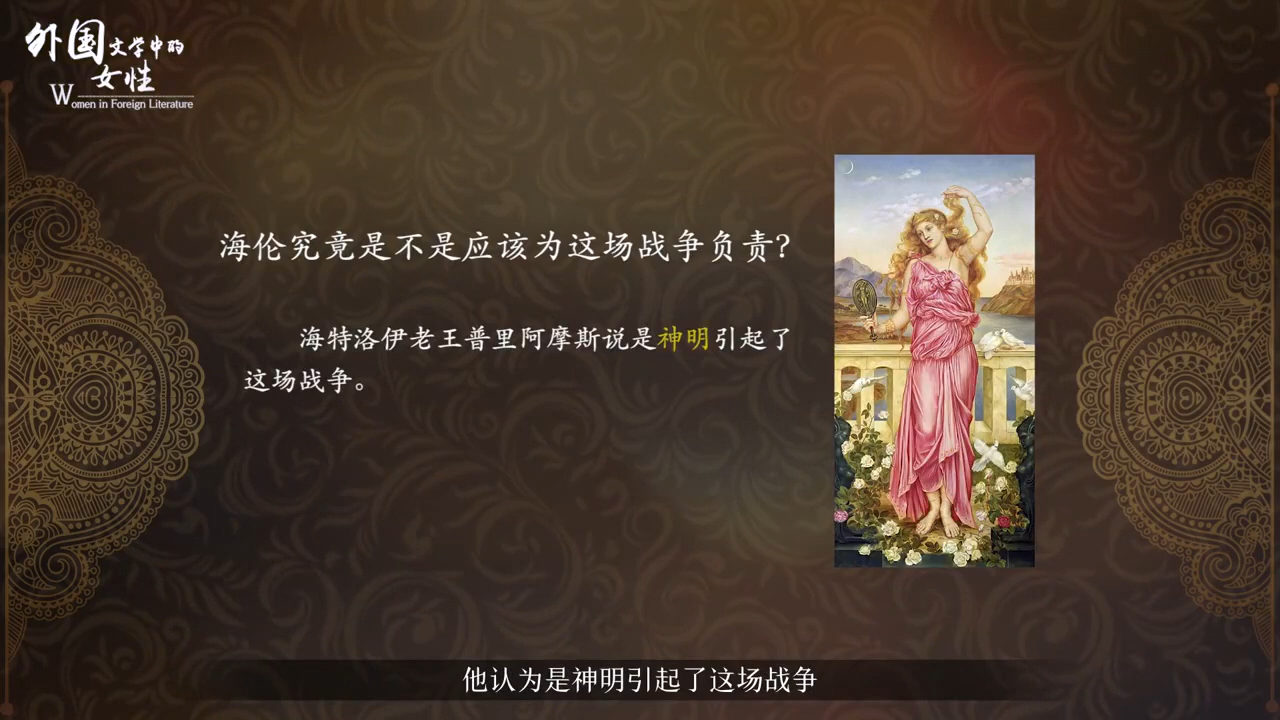 外国文学中的
女性
Women in Foreign Literature
海伦究竟是不是应该为这场战争负责?
海特洛伊老王普里阿摩斯说是神明引起了
这场战争。
他认为是神明引起了这场战争